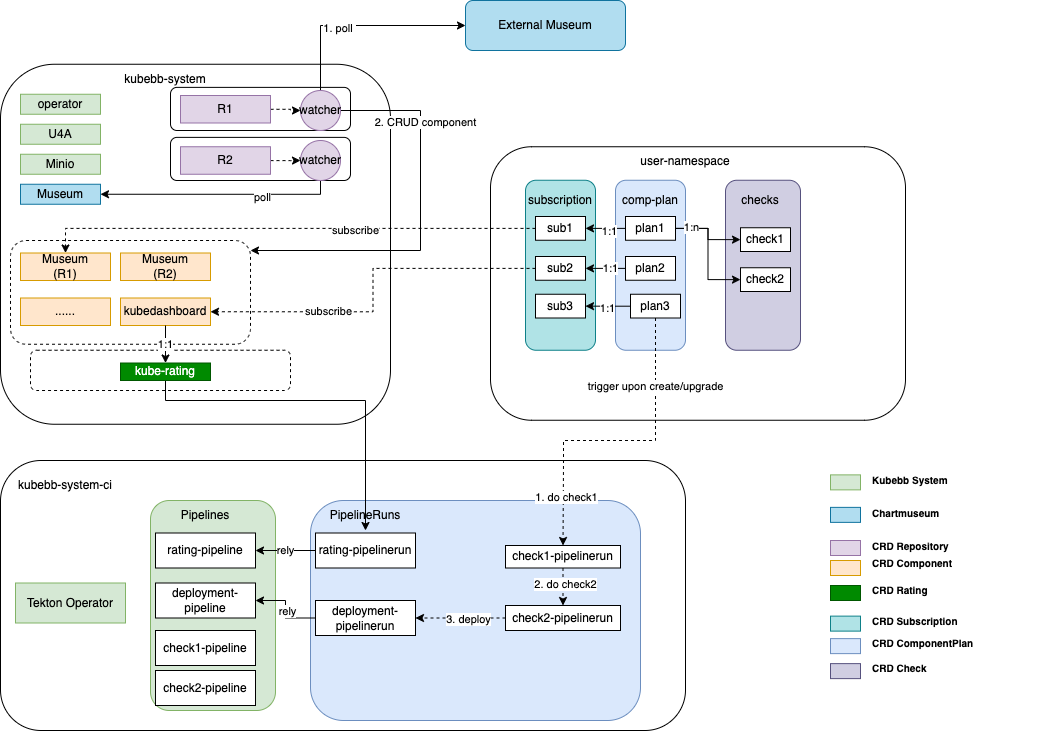 External Museum
1. poll
kubebb-system
operator
U4A
Minio
Museum
R1
watcher
R2
watcher
2. CRUD component
poll
user-namespace
subscription
comp-plan
checks
sub1
1:1
plan1
1:n
check1
sub2
1:1
plan2
check2
sub3
1:1
plan3
subscribe
subscribe
Museum
(R1)
Museum
(R2)
......
kubedashboard
1:1
kube-rating
trigger upon create/upgrade
kubebb-system-ci
Pipelines
PipelineRuns
1. do check1
rating-pipeline
rely
rating-pipelinerun
check1-pipelinerun
2. do check2
Tekton Operator
deployment-
pipeline
rely
deployment-
pipelinerun
3. deploy
check2-pipelinerun
check1-pipeline
check2-pipeline
Kubebb System
Chartmuseum
CRD Repository
CRD Component
CRD Rating
CRD Subscription
CRD ComponentPlan
CRD Check